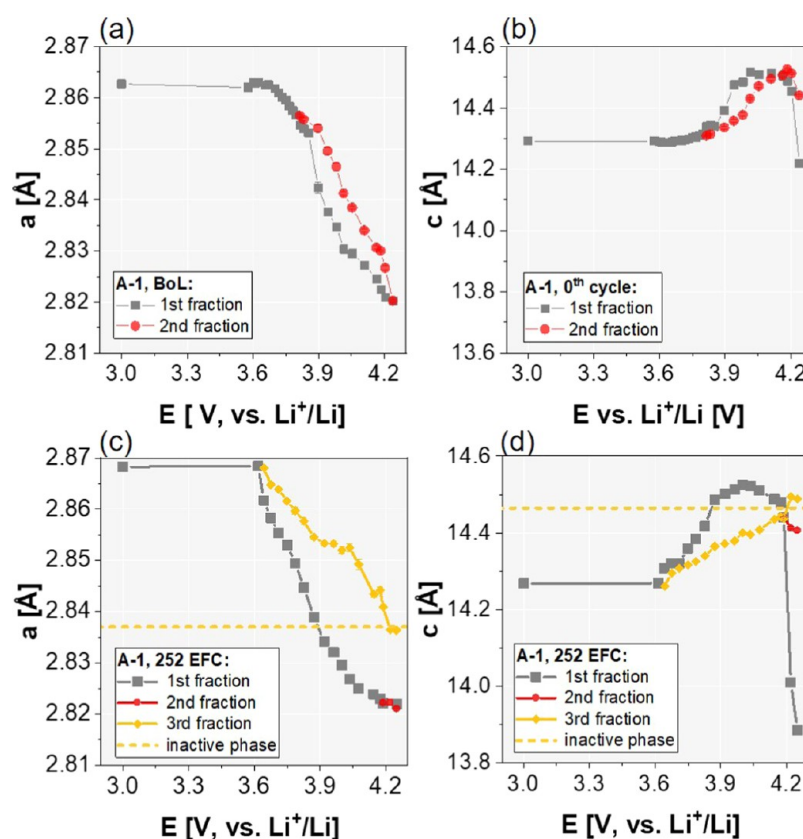 (a)
2.87
2.86
2.85
2.84
2.83
2.82
2.81
a [Å]
A-1, BoL:
1st fraction
2nd fraction
3.0 3.3 3.6 3.9 4.2
E [ V, vs. Li⁺/Li]
(b)
14.6
14.4
14.2
14.0
13.8
13.6
c [Å]
A-1, 0th cycle:
1st fraction
2nd fraction
3.0 3.3 3.6 3.9 4.2
E vs. Li⁺/Li [V]
(c)
2.87
2.86
2.85
2.84
2.83
2.82
2.81
a [Å]
A-1, 252 EFC:
1st fraction
2nd fraction
3rd fraction
inactive phase
3.0 3.3 3.6 3.9 4.2
E [V, vs. Li⁺/Li]
(d)
14.6
14.4
14.2
14.0
13.8
c [Å]
A-1, 252 EFC:
1st fraction
2nd fraction
3rd fraction
inactive phase
3.0 3.3 3.6 3.9 4.2
E [V, vs. Li⁺/Li]